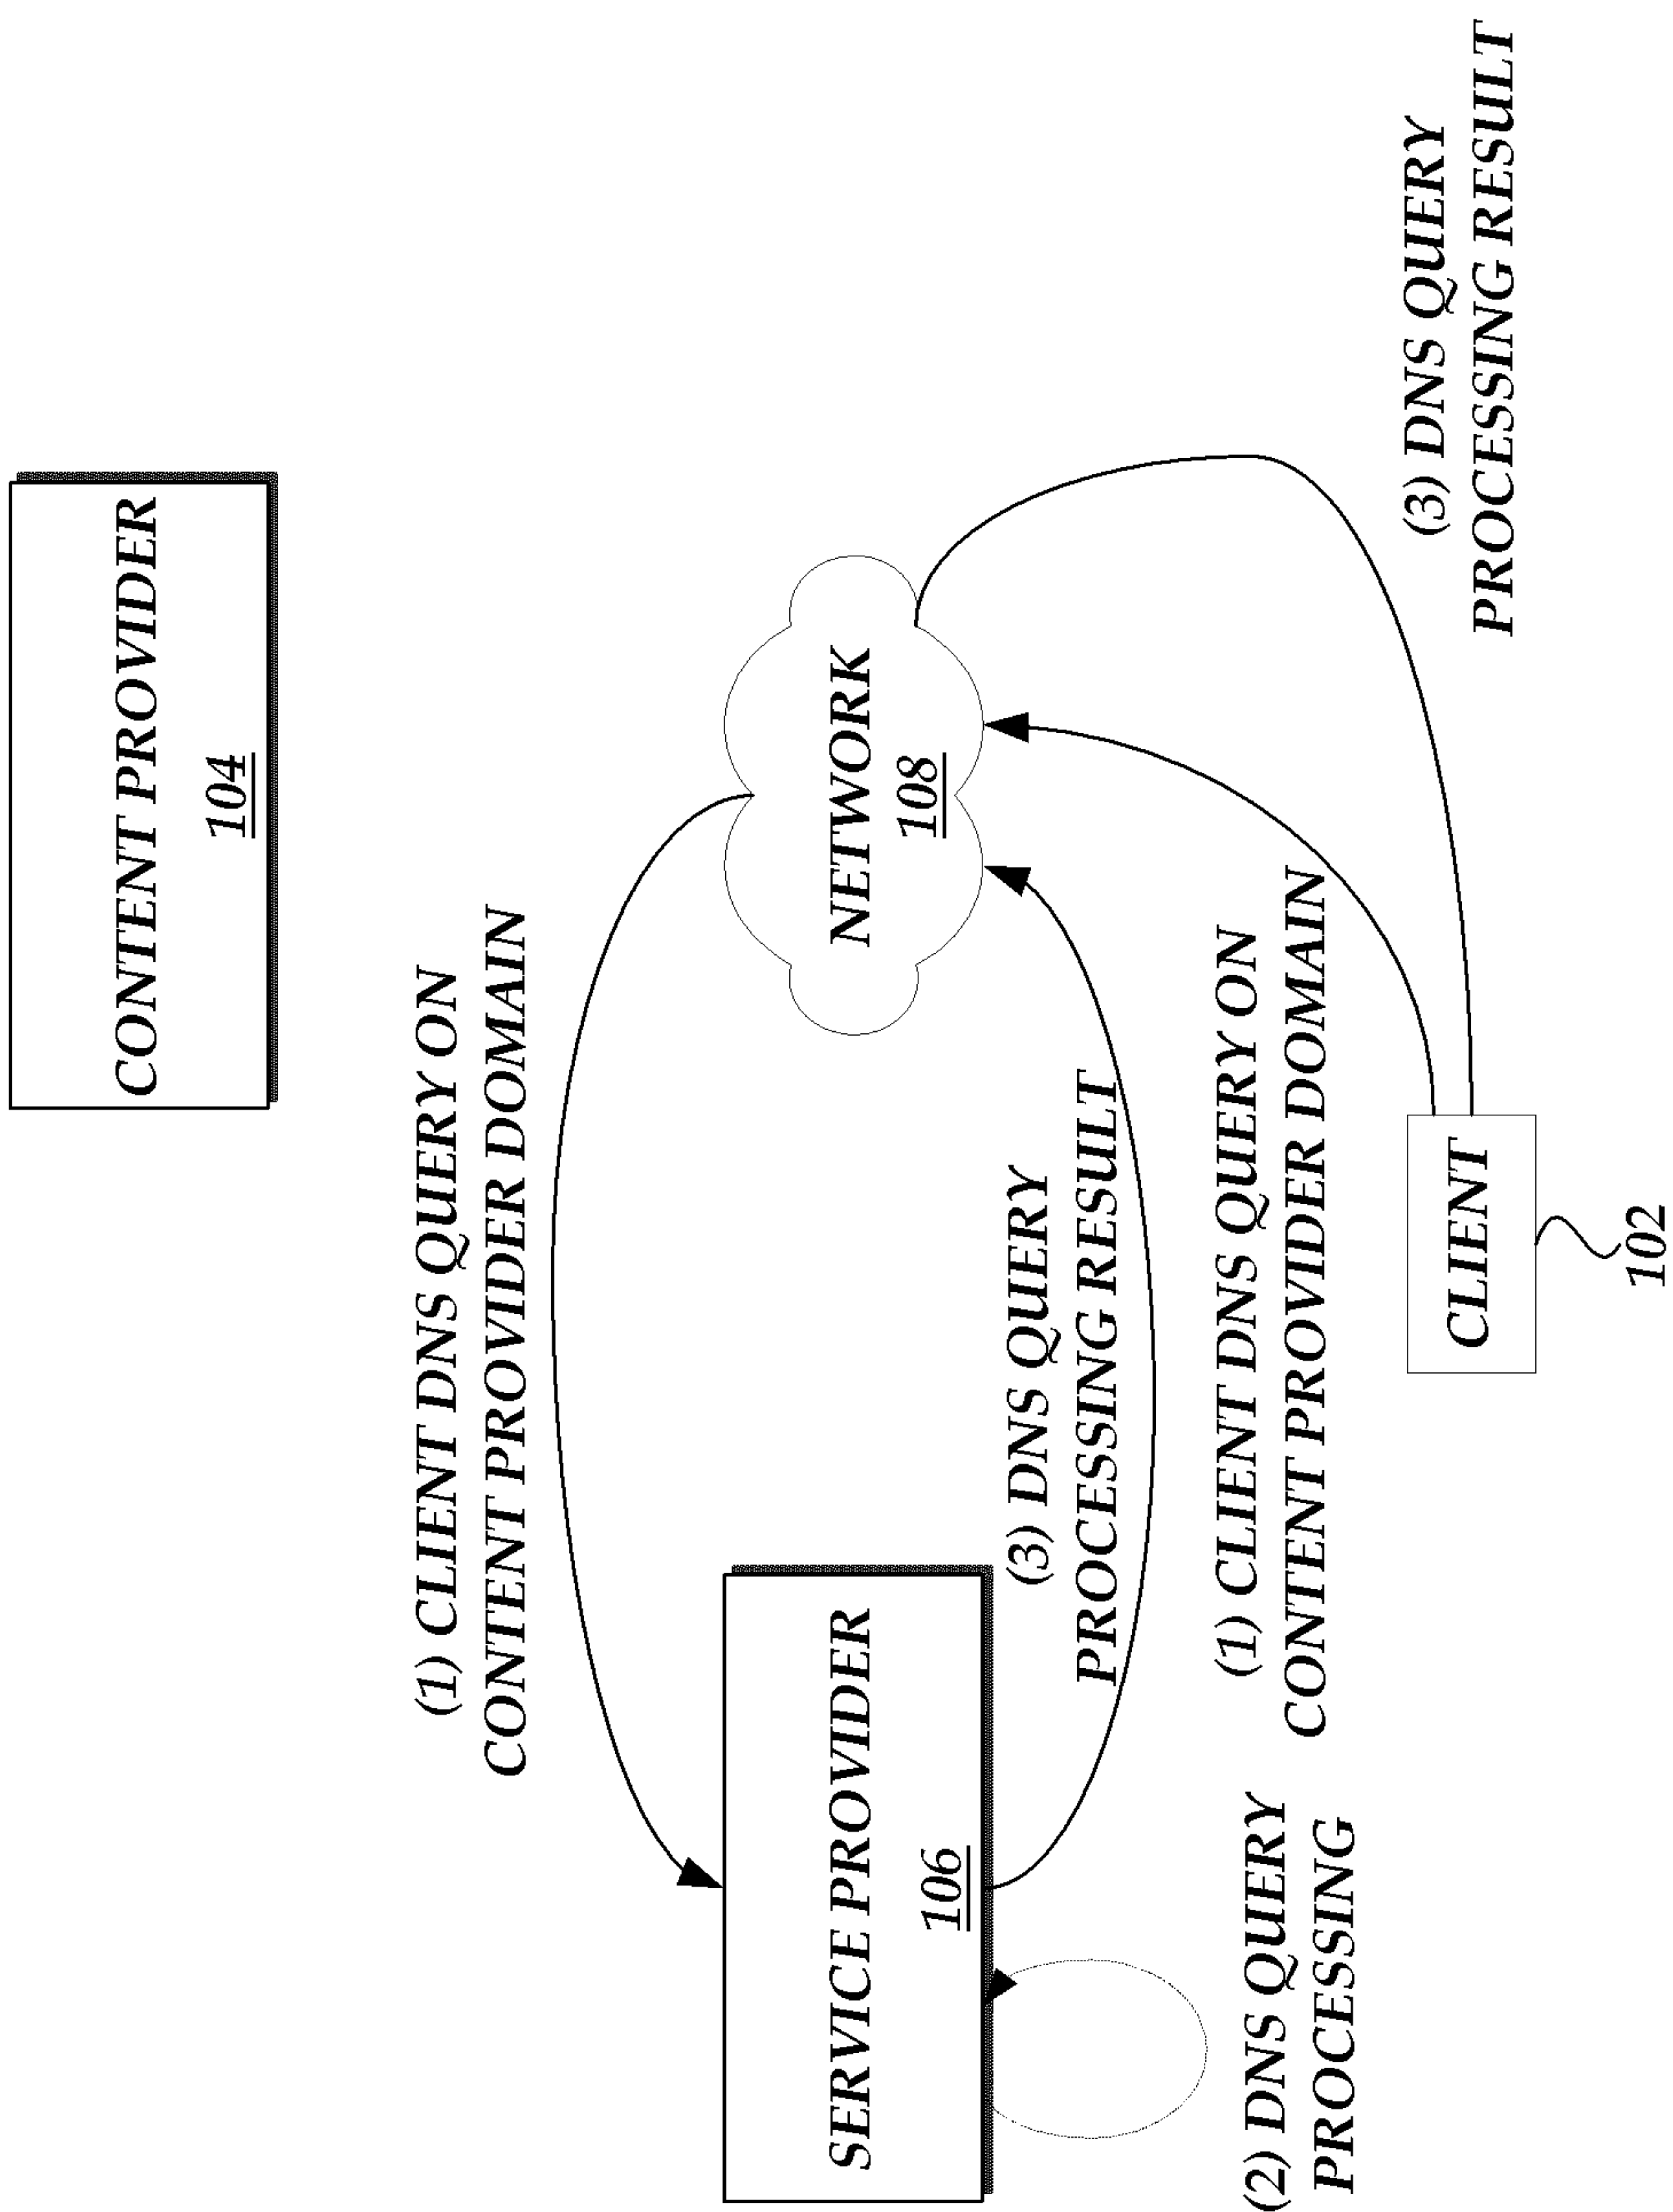 CONTENT PROVIDER
104
(1) CLIENT DNS QUERY ON
CONTENT PROVIDER DOMAIN
SERVICE PROVIDER
106
NETWORK
108
(3) DNS QUERY
PROCESSING RESULT
(1) CLIENT DNS QUERY ON
CONTENT PROVIDER DOMAIN
(2) DNS QUERY
PROCESSING
CLIENT
102
(3) DNS QUERY
PROCESSING RESULT